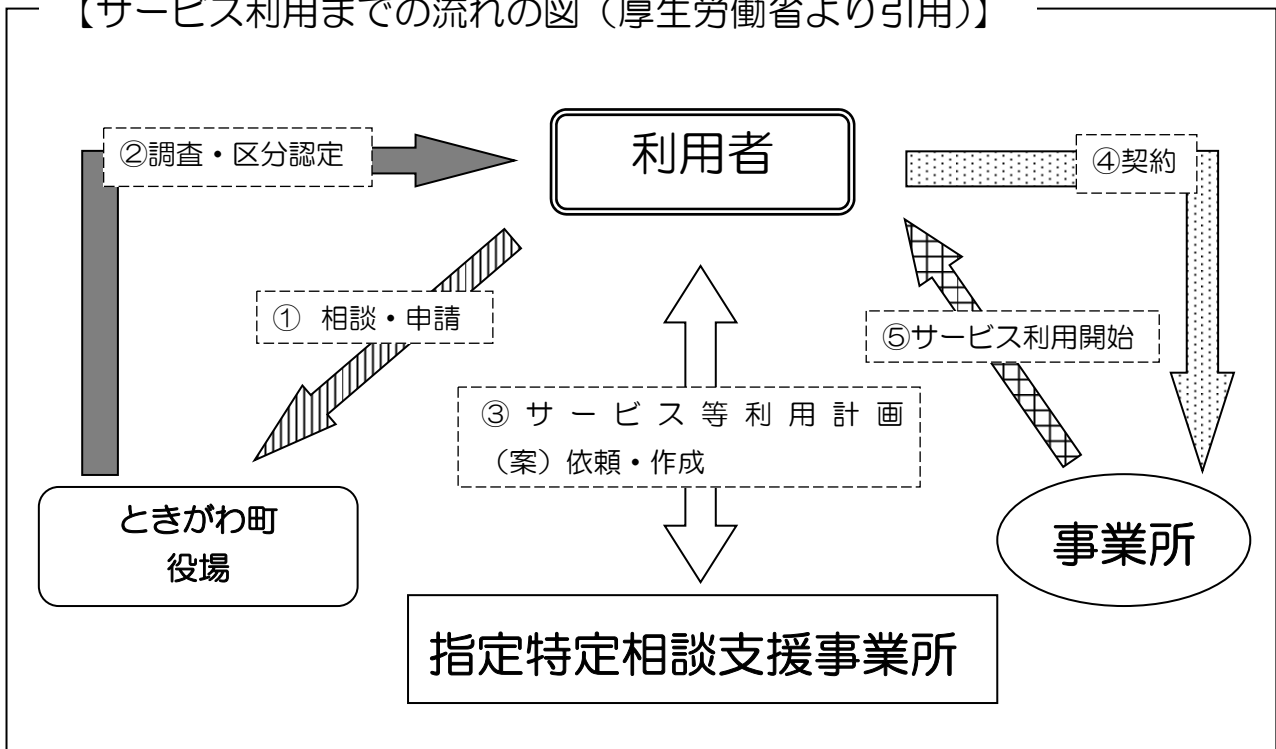 【サービス利用までの流れの図（厚生労働省より引用）】
②調査・区分認定
利用者
④契約
① 相談・申請
⑤サービス利用開始
③サービス等利用計画
（案）依頼・作成
ときがわ町
役場
事業所
指定特定相談支援事業所